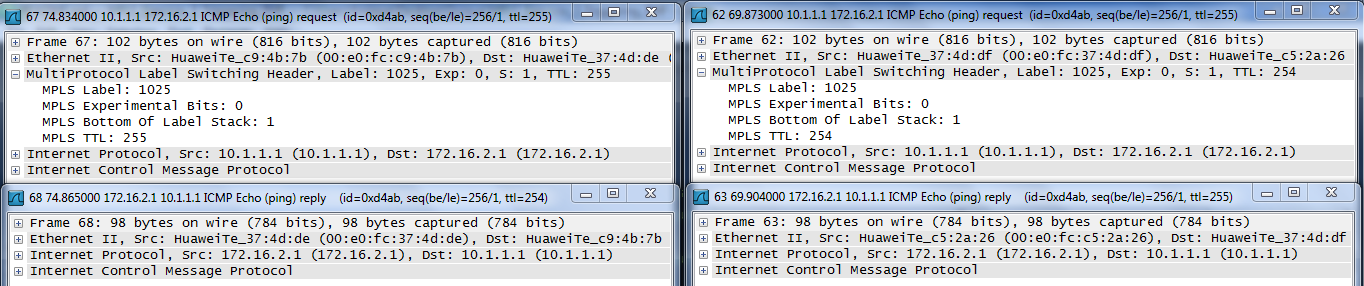 67 74.834000 10.1.1.1 172.16.2.1 ICMP Echo (ping) request (id=0xd4ab, seq(be/le)=256/1, ttl=255)
Frame 67: 102 bytes on wire (816 bits), 102 bytes captured (816 bits)
Ethernet II, Src: HuaweiTe_c9:4b:7b (00:e0:fc:c9:4b:7b), Dst: HuaweiTe_37:4d:de (
MultiProtocol Label Switching Header, Label: 1025, Exp: 0, S: 1, TTL: 255
MPLS Label: 1025
MPLS Experimental Bits: 0
MPLS Bottom Of Label Stack: 1
MPLS TTL: 255
Internet Protocol, Src: 10.1.1.1 (10.1.1.1), Dst: 172.16.2.1 (172.16.2.1)
Internet Control Message Protocol
68 74.865000 172.16.2.1 10.1.1.1 ICMP Echo (ping) reply (id=0xd4ab, seq(be/le)=256/1, ttl=254)
Frame 68: 98 bytes on wire (784 bits), 98 bytes captured (784 bits)
Ethernet II, Src: HuaweiTe_37:4d:de (00:e0:fc:37:4d:de), Dst: HuaweiTe_c9:4b:7b
Internet Protocol, Src: 172.16.2.1 (172.16.2.1), Dst: 10.1.1.1 (10.1.1.1)
Internet Control Message Protocol
62 69.873000 10.1.1.1 172.16.2.1 ICMP Echo (ping) request (id=0xd4ab, seq(be/le)=256/1, ttl=255)
Frame 62: 102 bytes on wire (816 bits), 102 bytes captured (816 bits)
Ethernet II, Src: HuaweiTe_37:4d:df (00:e0:fc:37:4d:df), Dst: HuaweiTe_c5:2a:26
MultiProtocol Label Switching Header, Label: 1025, Exp: 0, S: 1, TTL: 254
MPLS Label: 1025
MPLS Experimental Bits: 0
MPLS Bottom Of Label Stack: 1
MPLS TTL: 254
Internet Protocol, Src: 10.1.1.1 (10.1.1.1), Dst: 172.16.2.1 (172.16.2.1)
Internet Control Message Protocol
63 69.904000 172.16.2.1 10.1.1.1 ICMP Echo (ping) reply (id=0xd4ab, seq(be/le)=256/1, ttl=255)
Frame 63: 98 bytes on wire (784 bits), 98 bytes captured (784 bits)
Ethernet II, Src: HuaweiTe_c5:2a:26 (00:e0:fc:c5:2a:26), Dst: HuaweiTe_37:4d:df
Internet Protocol, Src: 172.16.2.1 (172.16.2.1), Dst: 10.1.1.1 (10.1.1.1)
Internet Control Message Protocol